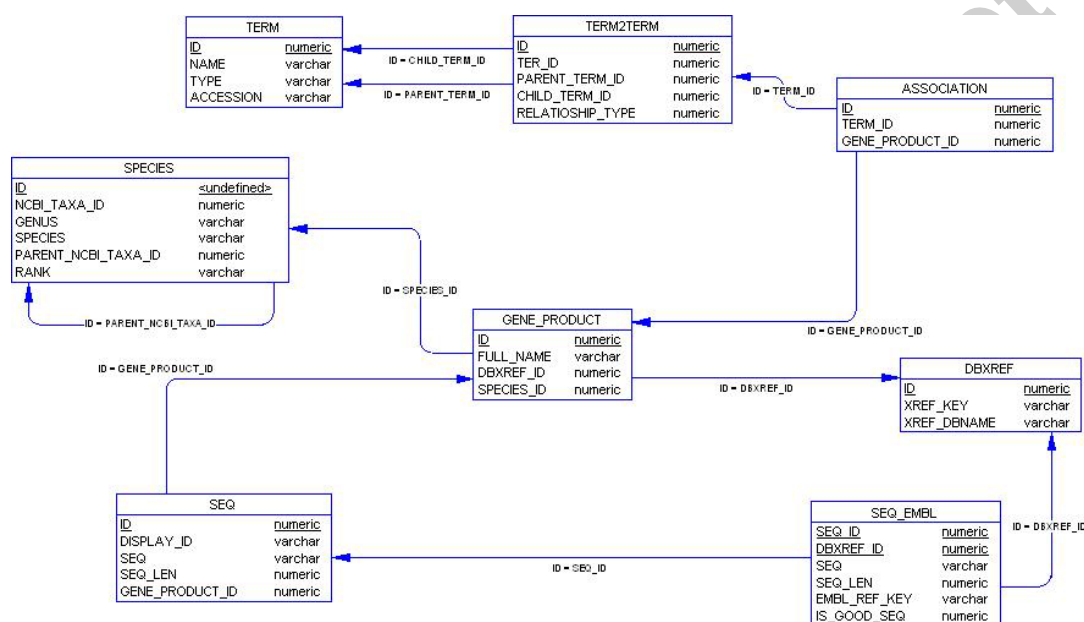 TERM
ID numeric
NAME varchar
TYPE varchar
ACCESSION varchar
ID = CHILD_TERM_ID
ID = PARENT_TERM_ID
TERM2TERM
ID numeric
TER_ID numeric
PARENT_TERM_ID numeric
CHILD_TERM_ID numeric
RELATIOSHIP_TYPE numeric
ID = TERM_ID
ASSOCIATION
ID numeric
TERM_ID numeric
GENE_PRODUCT_ID numeric
SPECIES
ID <undefined>
NCBI_TAXA_ID numeric
GENUS varchar
SPECIES varchar
PARENT_NCBI_TAXA_ID numeric
RANK varchar
ID = PARENT_NCBI_TAXA_ID
ID = SPECIES_ID
GENE_PRODUCT
ID numeric
FULL_NAME varchar
DBXREF_ID numeric
SPECIES_ID numeric
ID = GENE_PRODUCT_ID
ID = GENE_PRODUCT_ID
ID = DBXREF_ID
DBXREF
ID numeric
XREF_KEY varchar
XREF_DBNAME varchar
SEQ
ID numeric
DISPLAY_ID varchar
SEQ varchar
SEQ_LEN numeric
GENE_PRODUCT_ID numeric
ID = SEQ_ID
SEQ_EMBL
SEQ_ID numeric
DBXREF_ID numeric
SEQ varchar
SEQ_LEN numeric
EMBL_REF_KEY varchar
IS_GOOD_SEQ numeric
ID = DBXREF_ID